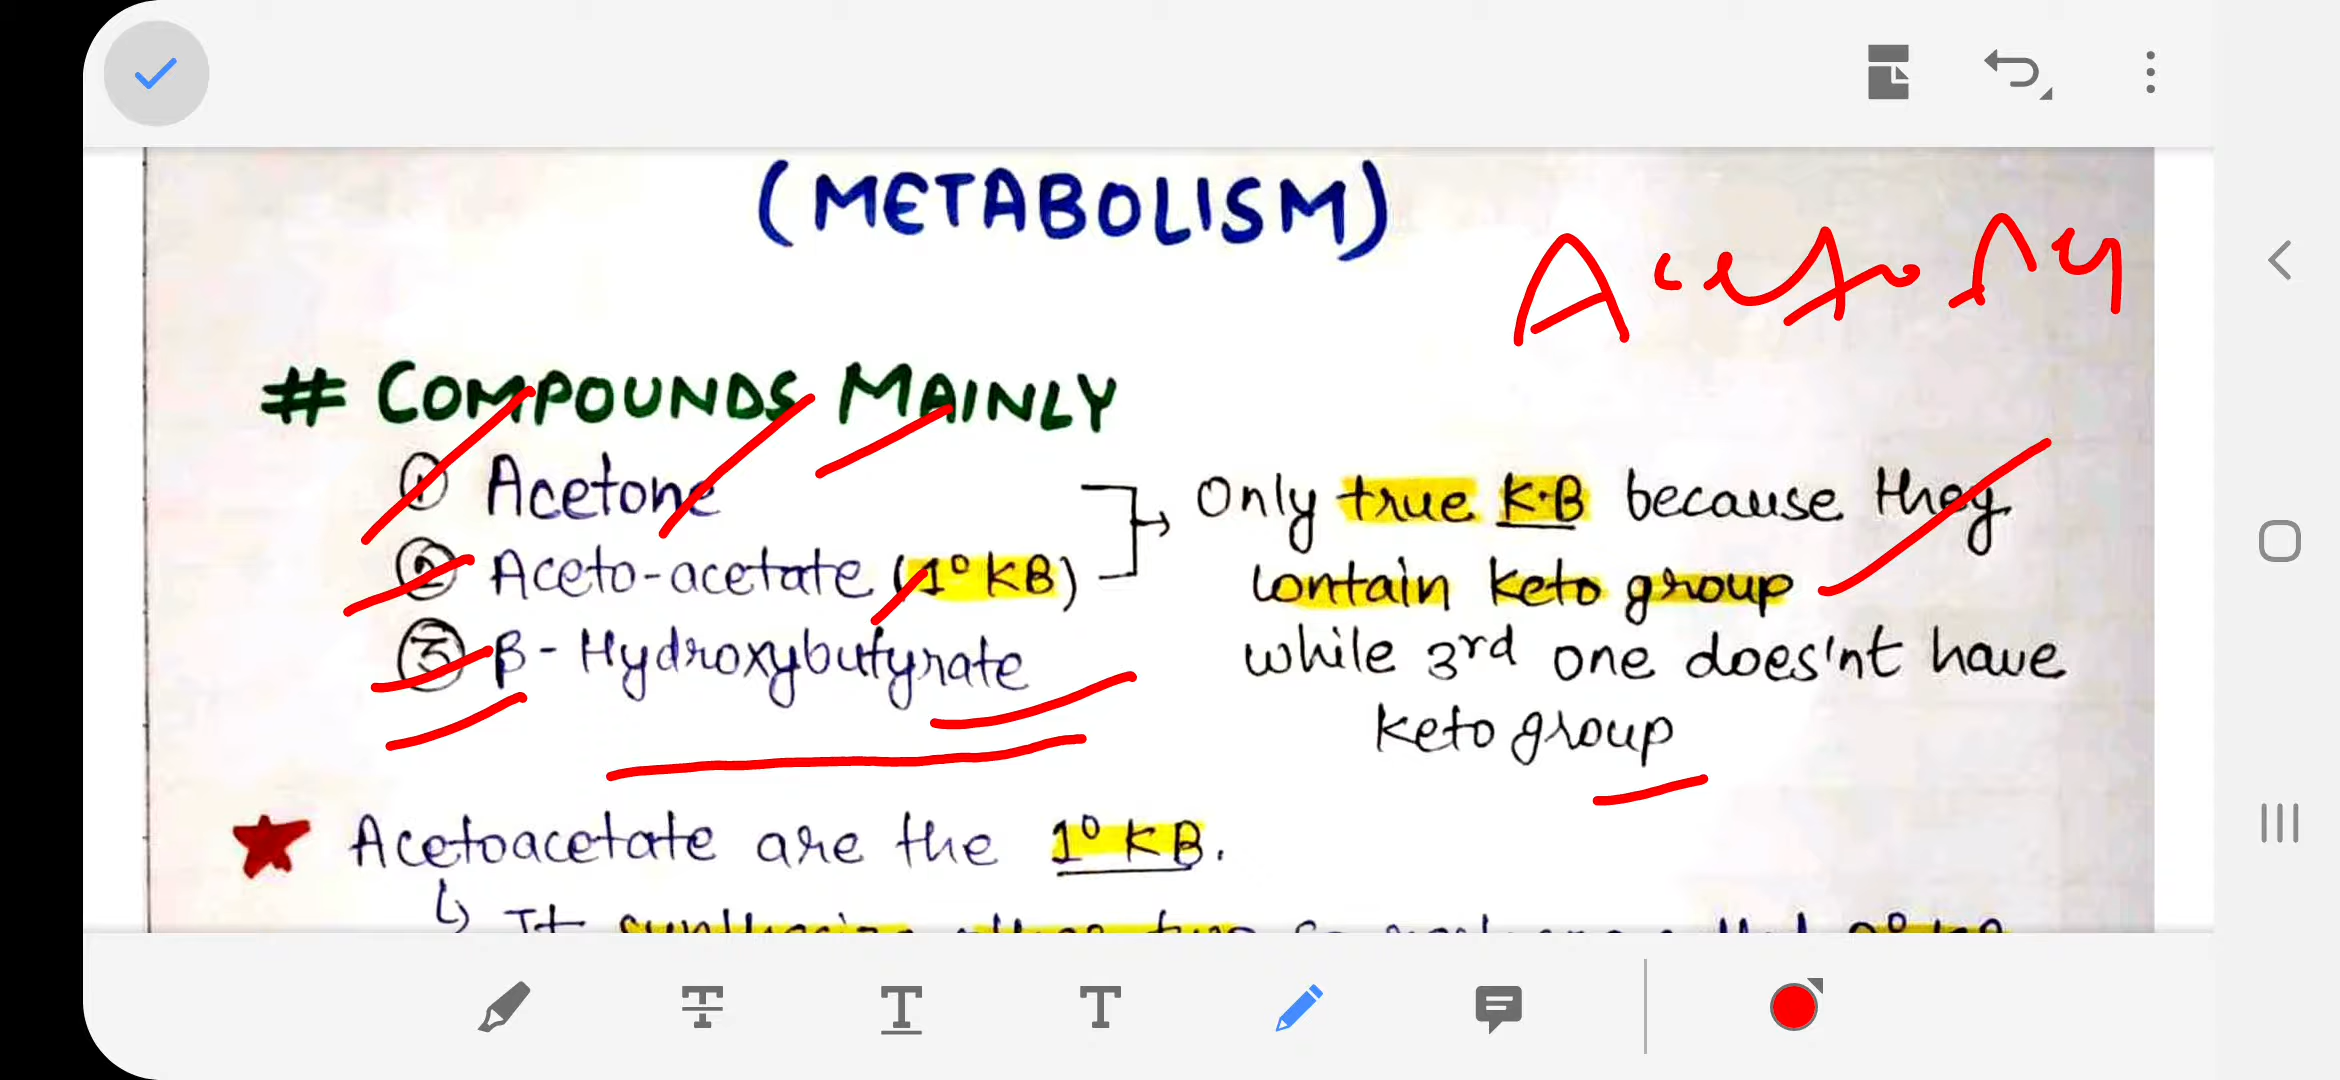 (METABOLISM)
# COMPOUNDS MAINLY
① Acetone
② Aceto-acetate (1° KB)
③ β-Hydroxybutyrate
Only true K·B because they
contain keto group
while 3rd one does'nt have
keto group
★ Acetoacetate are the 1° KB.
↳ It